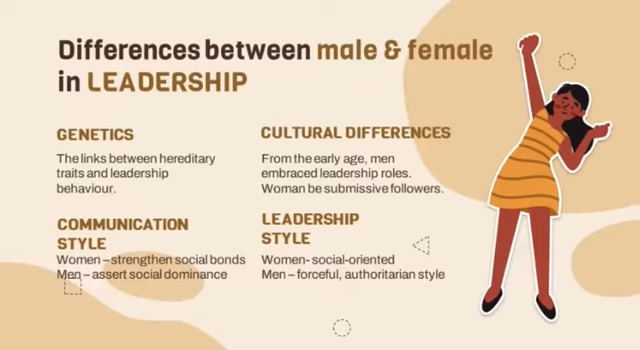 Differences between male & female
in LEADERSHIP
GENETICS
The links between hereditary
traits and leadership
behaviour.
CULTURAL DIFFERENCES
From the early age, men
embraced leadership roles.
Woman be submissive followers.
COMMUNICATION
STYLE
Women – strengthen social bonds
Men – assert social dominance
LEADERSHIP
STYLE
Women- social-oriented
Men – forceful, authoritarian style